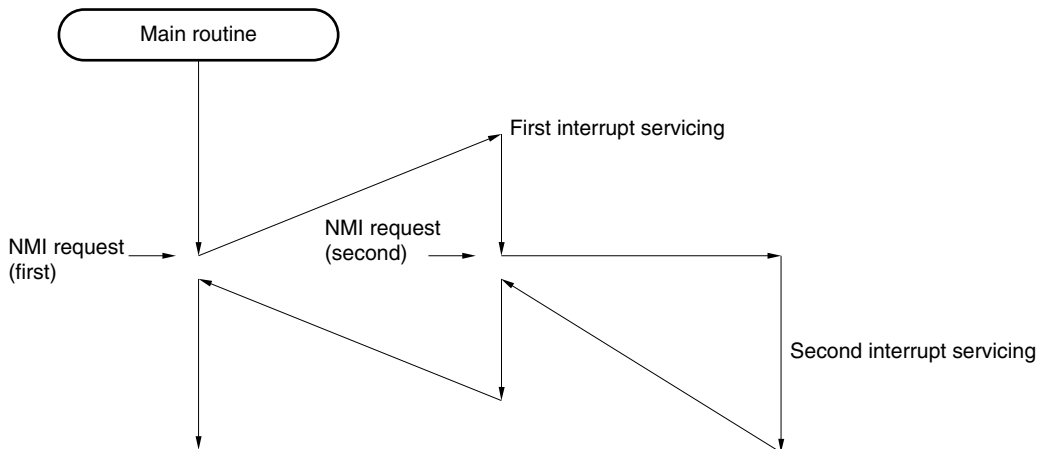 Main routine
First interrupt servicing
NMI request
(first)
NMI request
(second)
Second interrupt servicing